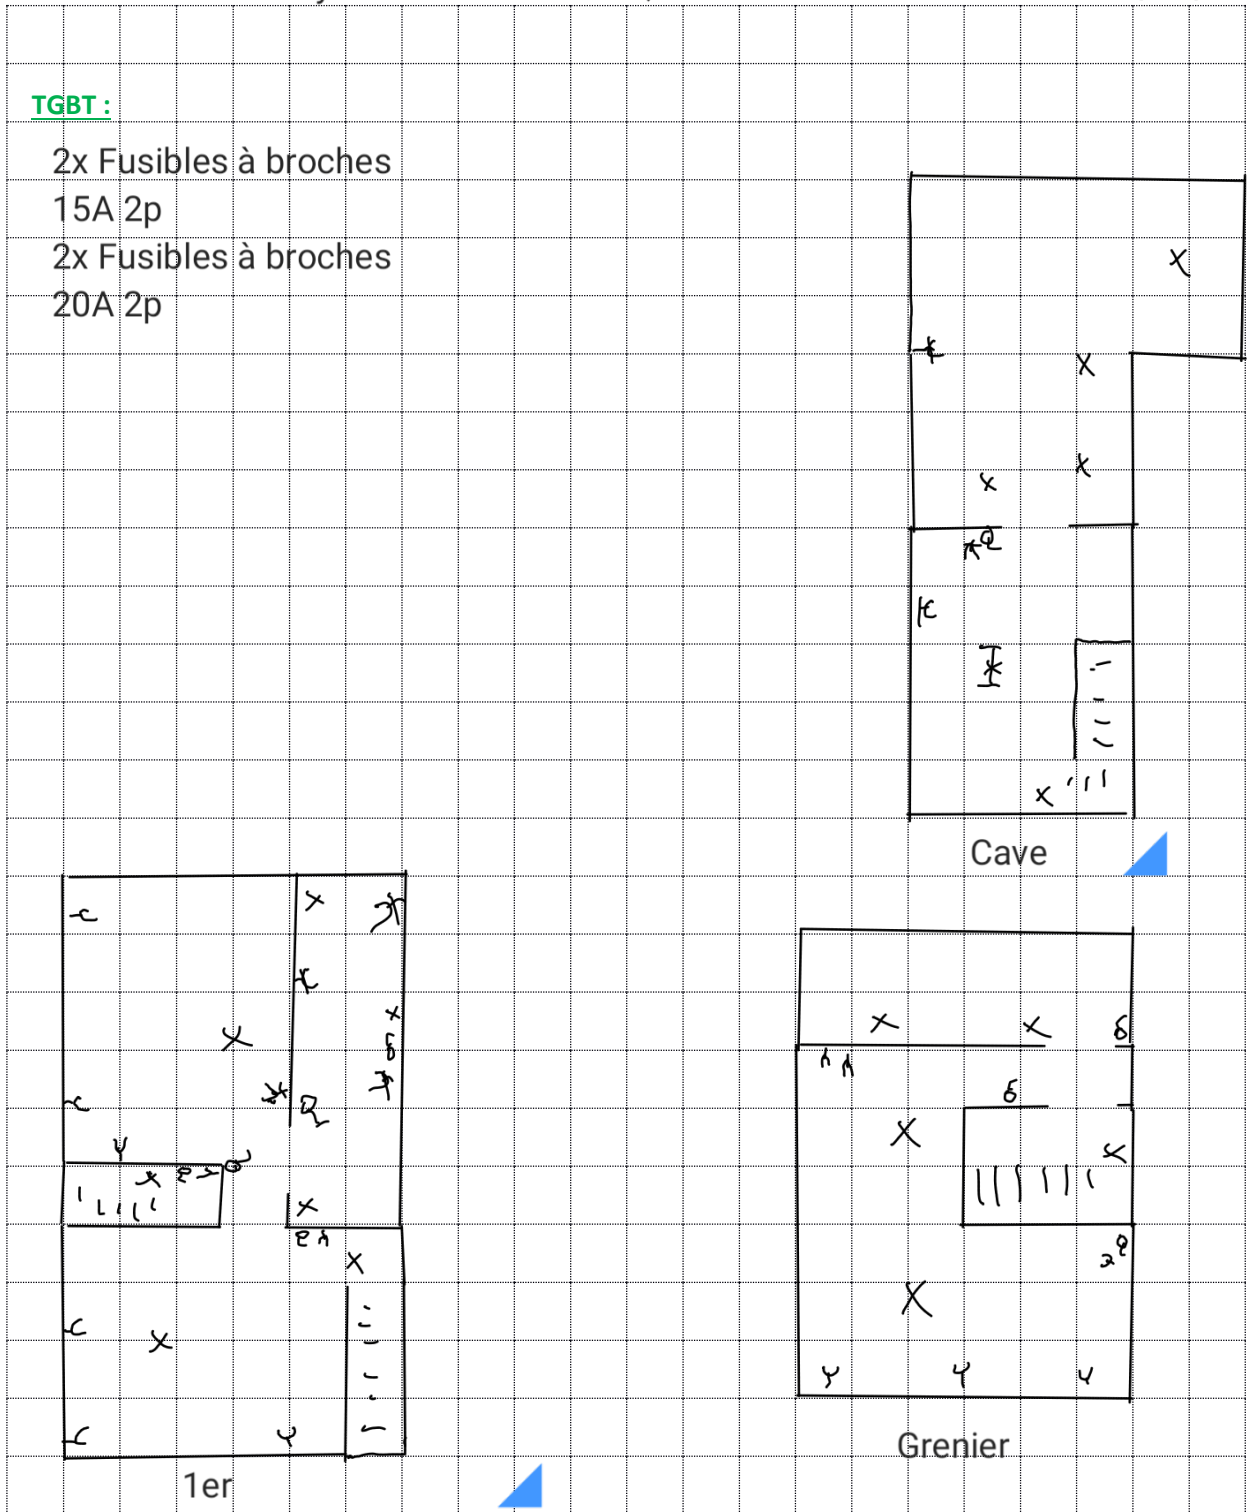 TGBT :
2x Fusibles à broches
15A 2p
2x Fusibles à broches
20A 2p
Cave
1er
Grenier